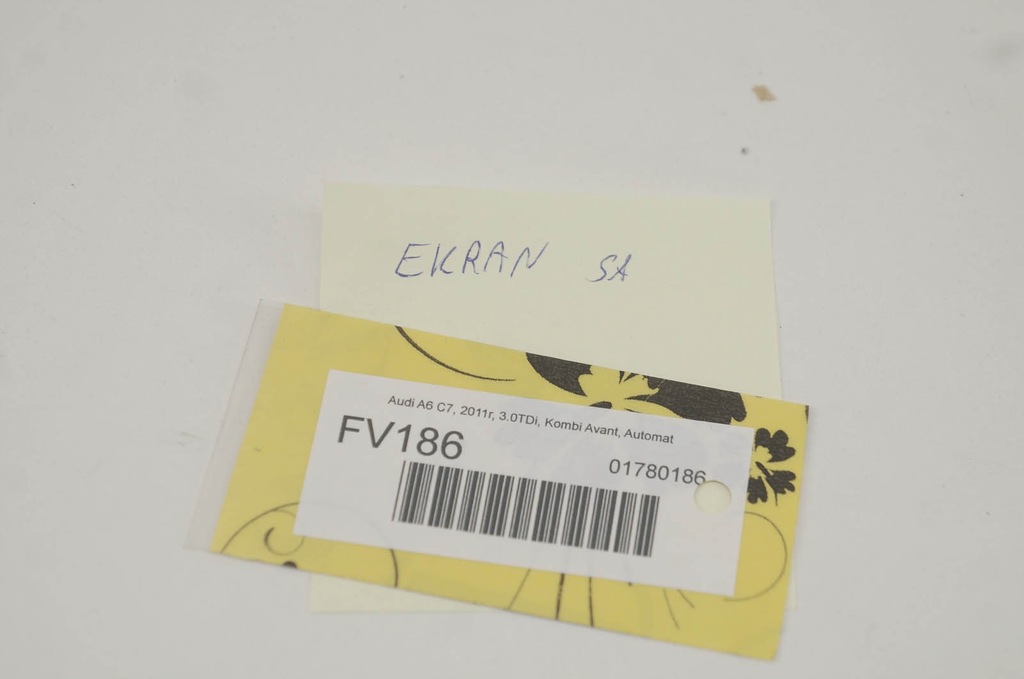 EKRAN SA
Audi A6 C7, 2011r, 3.0TDi, Kombi Avant, Automat
FV186
01780186